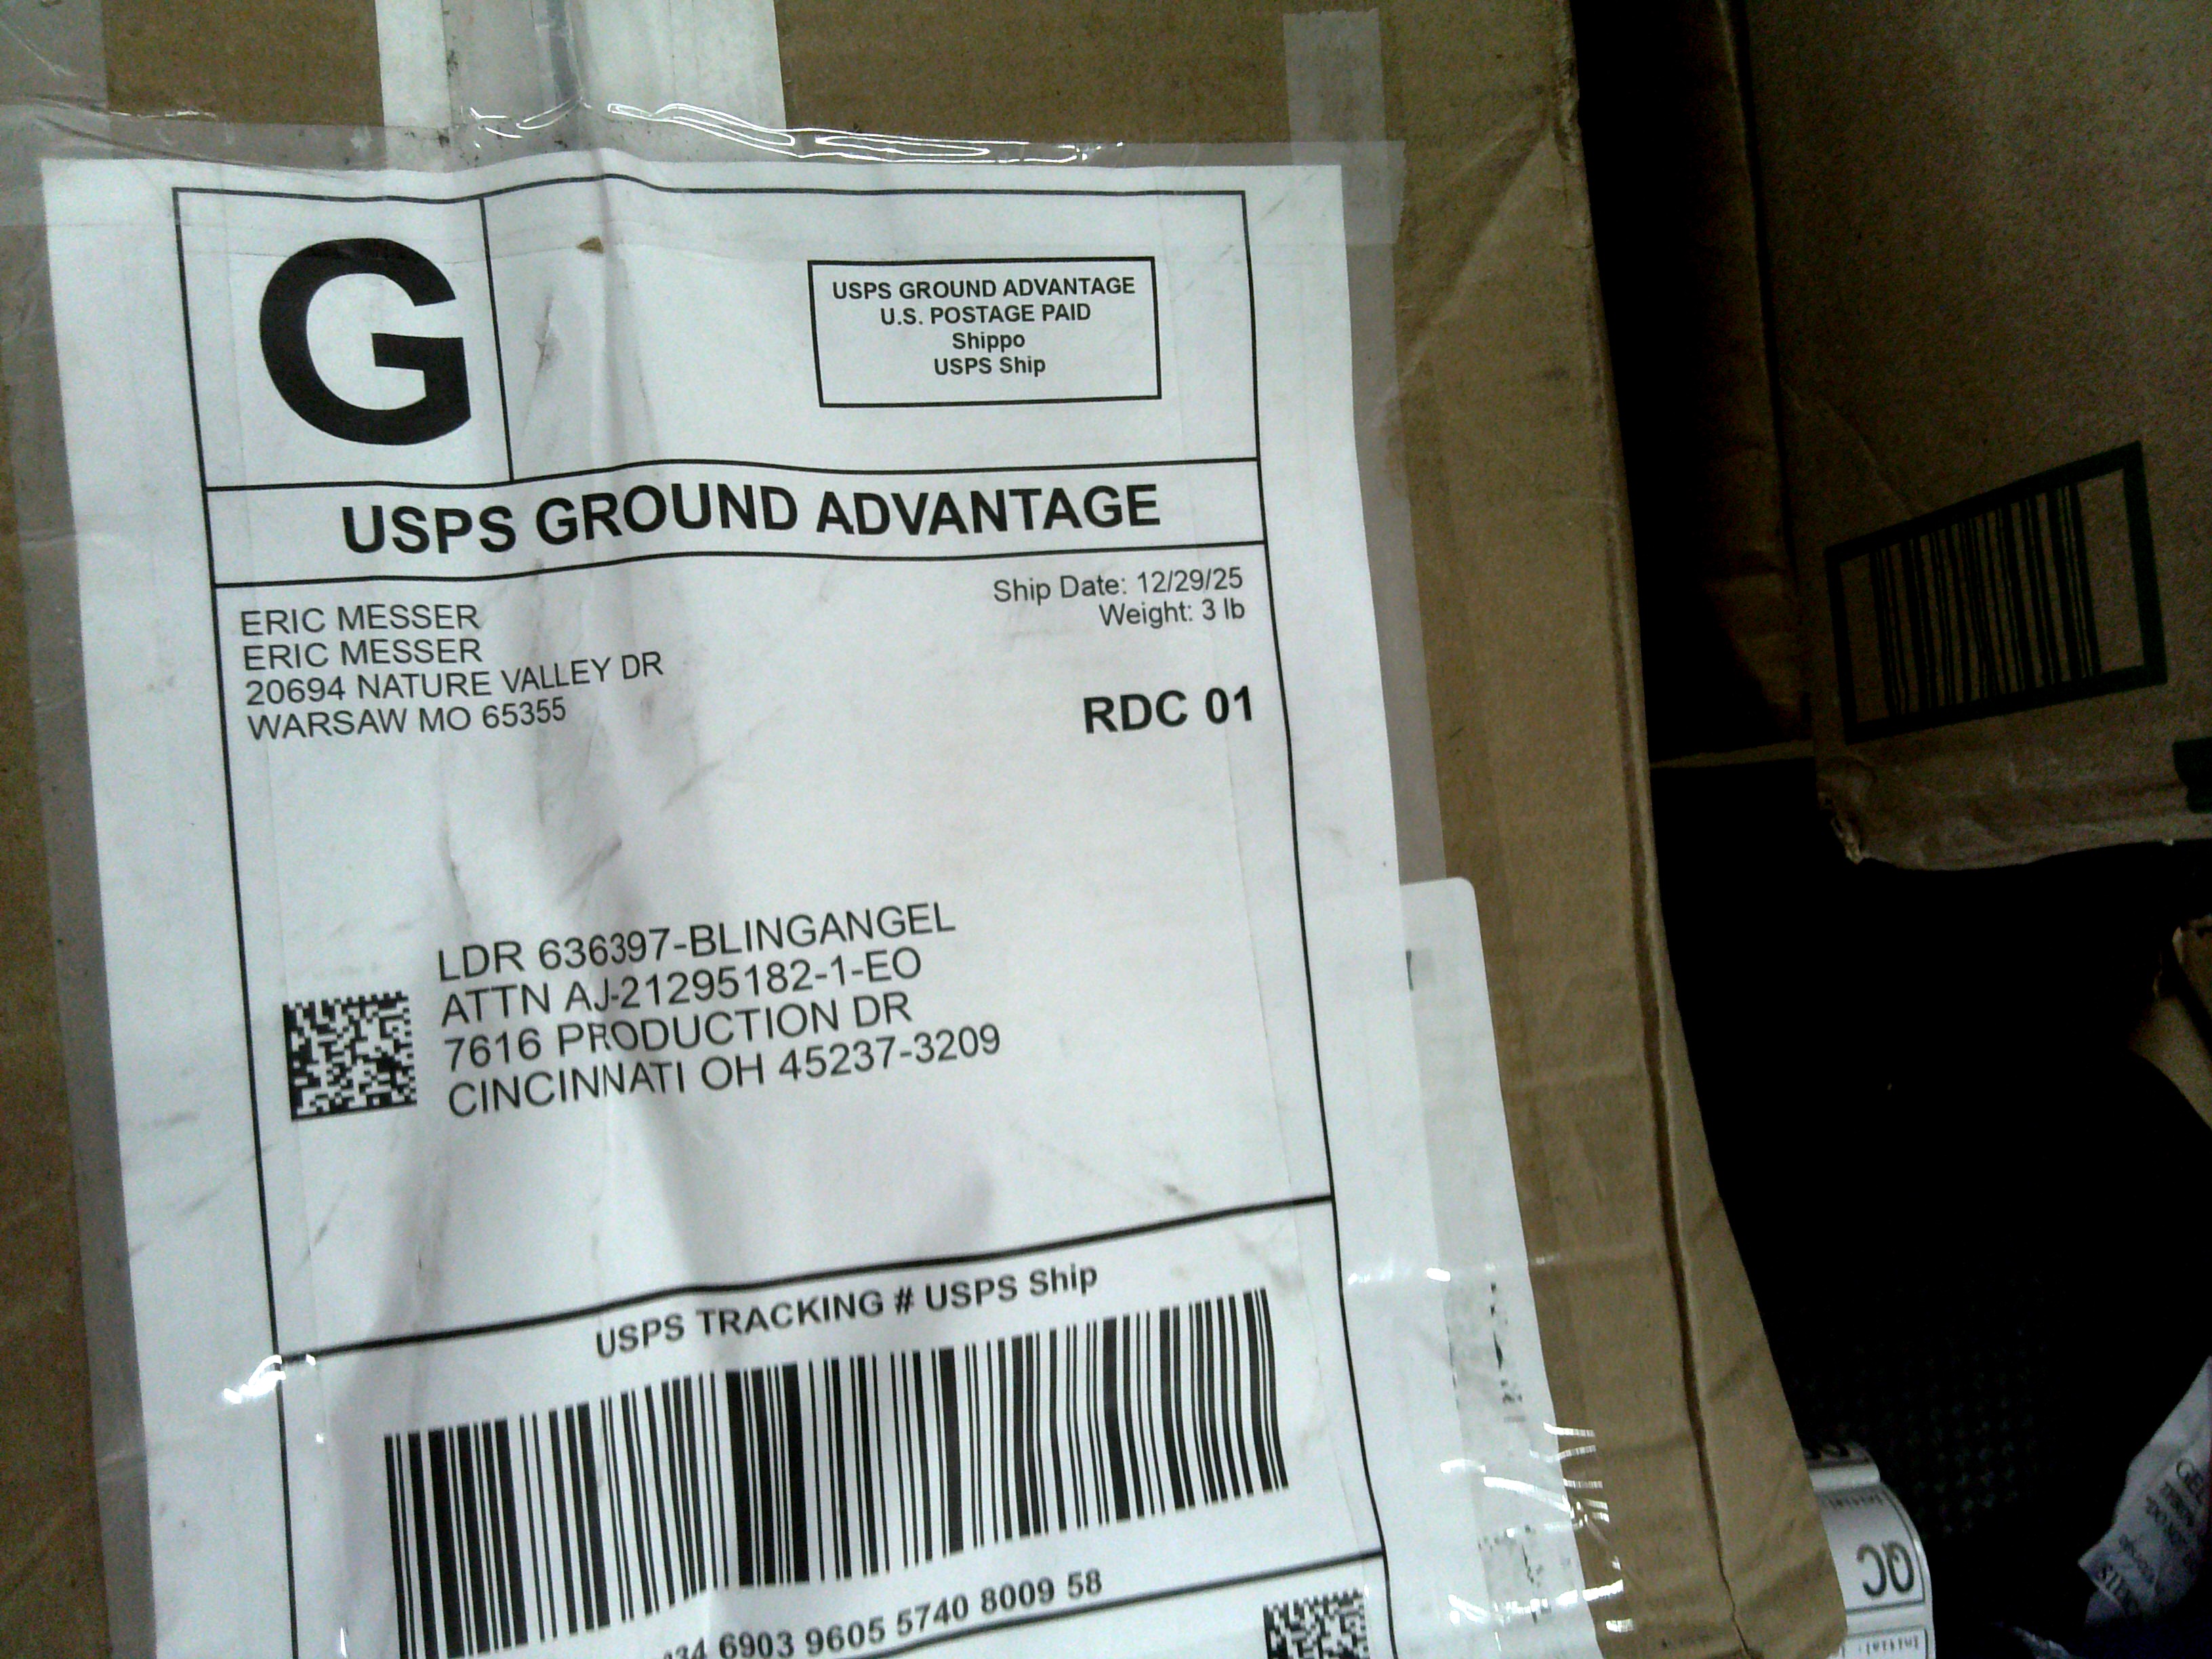 G
USPS GROUND ADVANTAGE
U.S. POSTAGE PAID
Shippo
USPS Ship
USPS GROUND ADVANTAGE
Ship Date: 12/29/25
Weight: 3 lb
ERIC MESSER
ERIC MESSER
20694 NATURE VALLEY DR
WARSAW MO 65355
RDC 01
LDR 636397-BLINGANGEL
ATTN AJ-21295182-1-EO
7616 PRODUCTION DR
CINCINNATI OH 45237-3209
USPS TRACKING # USPS Ship
6903 9605 5740 8009 58
QC